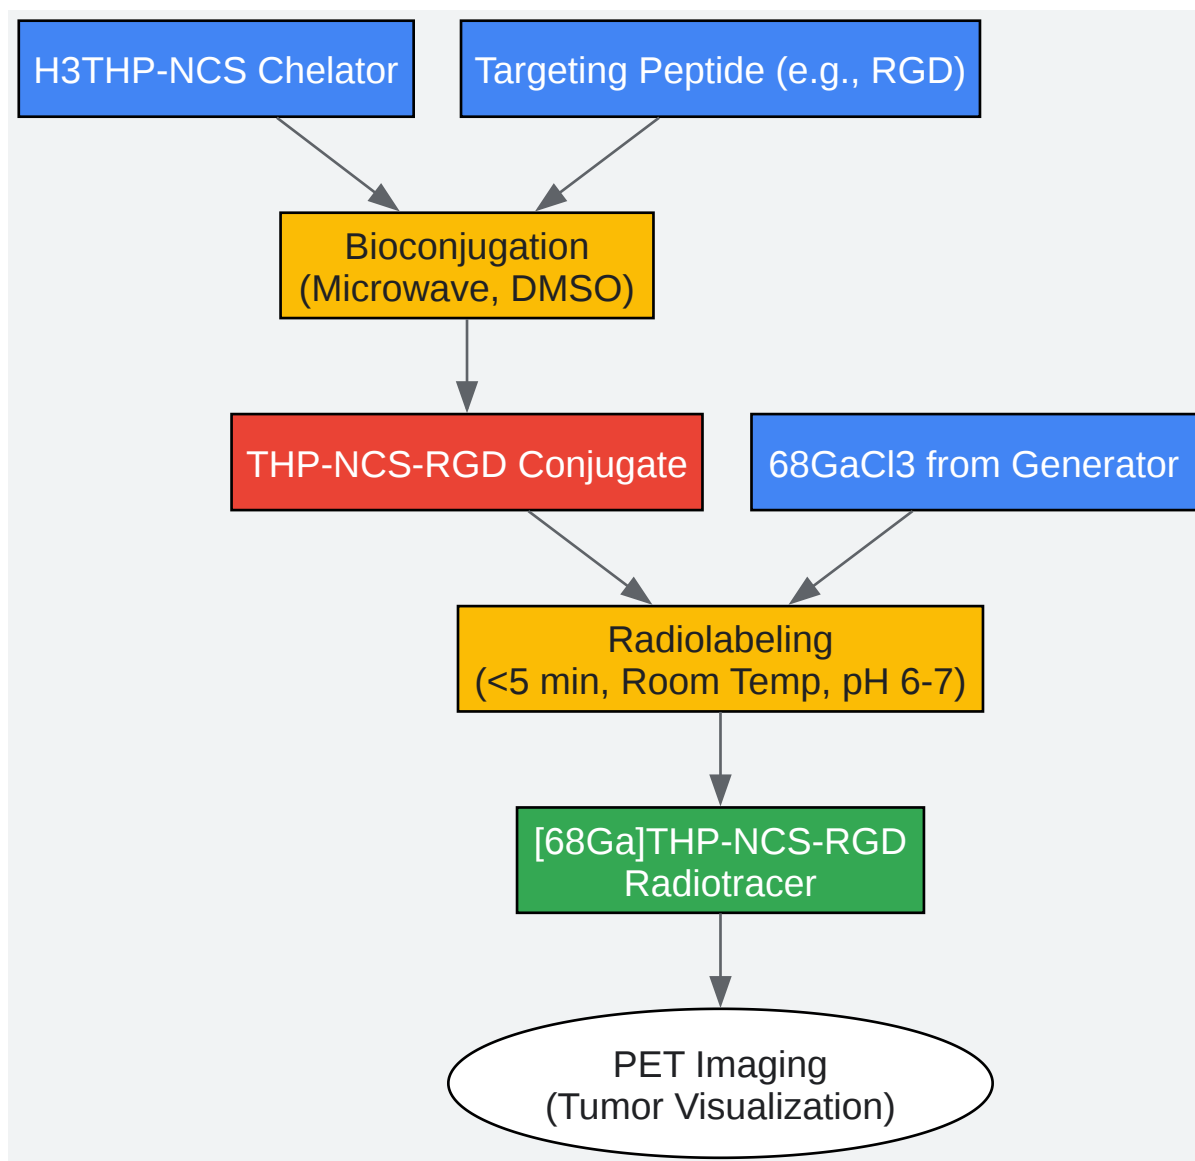 H3THP-NCS Chelator
Targeting Peptide (e.g., RGD)
Bioconjugation
(Microwave, DMSO)
THP-NCS-RGD Conjugate
68GaCl3 from Generator
Radiolabeling
(<5 min, Room Temp, pH 6-7)
[68Ga]THP-NCS-RGD
Radiotracer
PET Imaging
(Tumor Visualization)